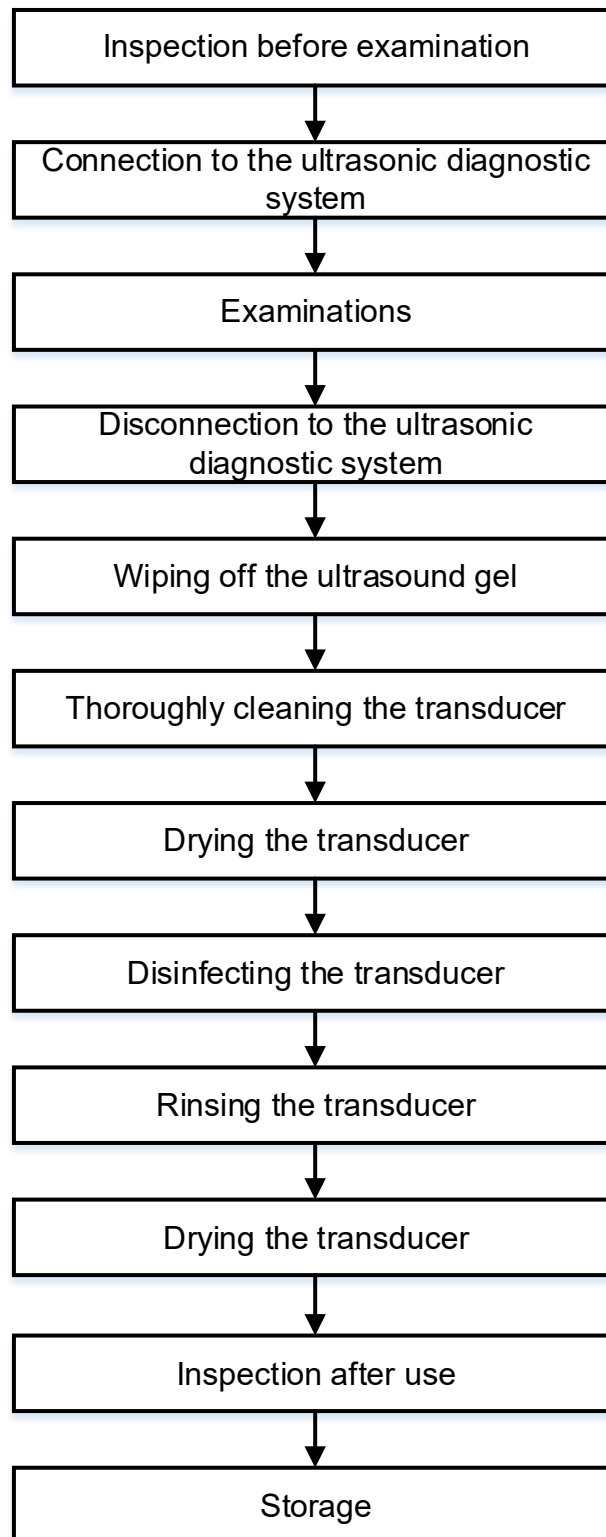 Inspection before examination
Connection to the ultrasonic diagnostic
system
Examinations
Disconnection to the ultrasonic
diagnostic system
Wiping off the ultrasound gel
Thoroughly cleaning the transducer
Drying the transducer
Disinfecting the transducer
Rinsing the transducer
Drying the transducer
Inspection after use
Storage